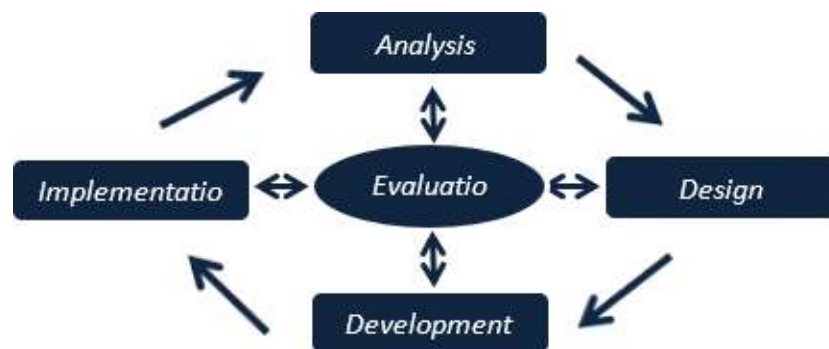 Analysis
Implementatio
Evaluatio
Design
Development